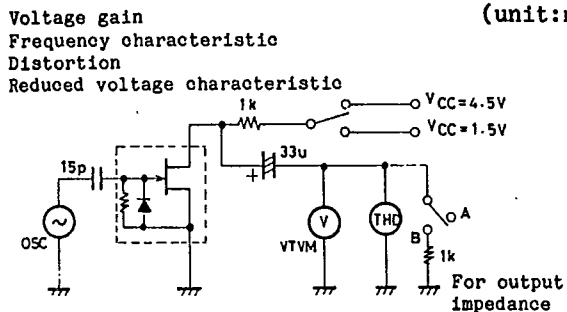 Voltage gain
(unit:
Frequency characteristic
Distortion
Reduced voltage characteristic
1k
VCC=4.5V
VCC=1.5V
15p
33u
+
OSC
V
VTVM
THD
A
B
1k
For output
impedance